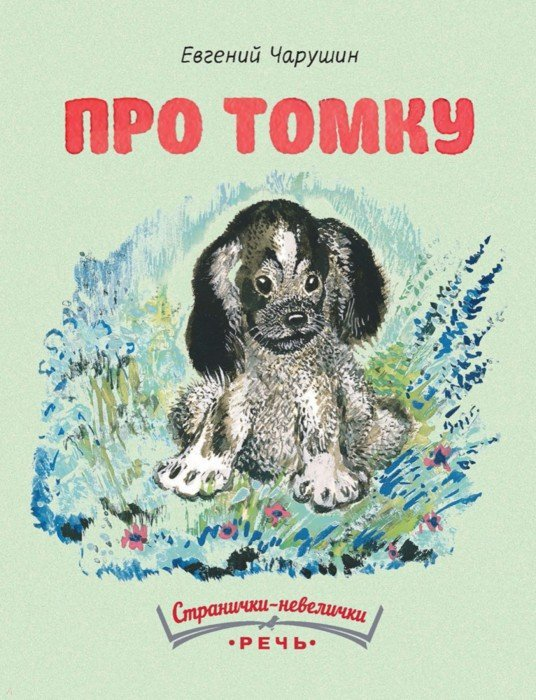 Евгений Чарушин
ПРО ТОМКУ
Странички-невелички
•РЕЧЬ•